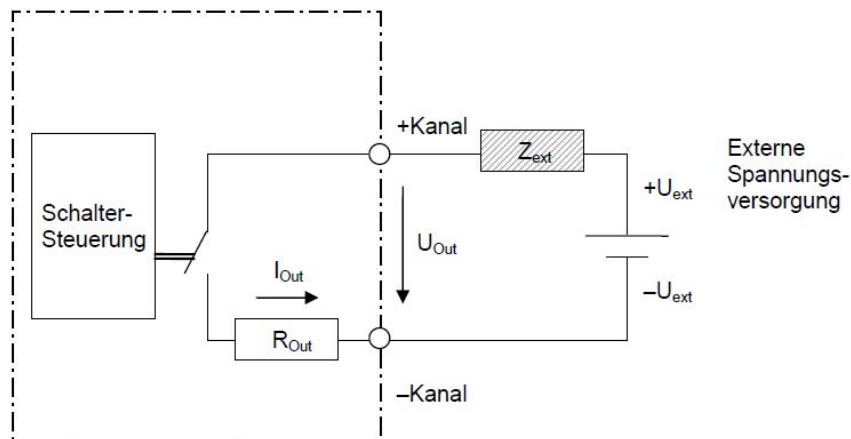 +Kanal
Z_ext
Externe
Spannungs-
versorgung
+U_ext
Schalter-
Steuerung
U_Out
I_Out
–U_ext
R_Out
–Kanal